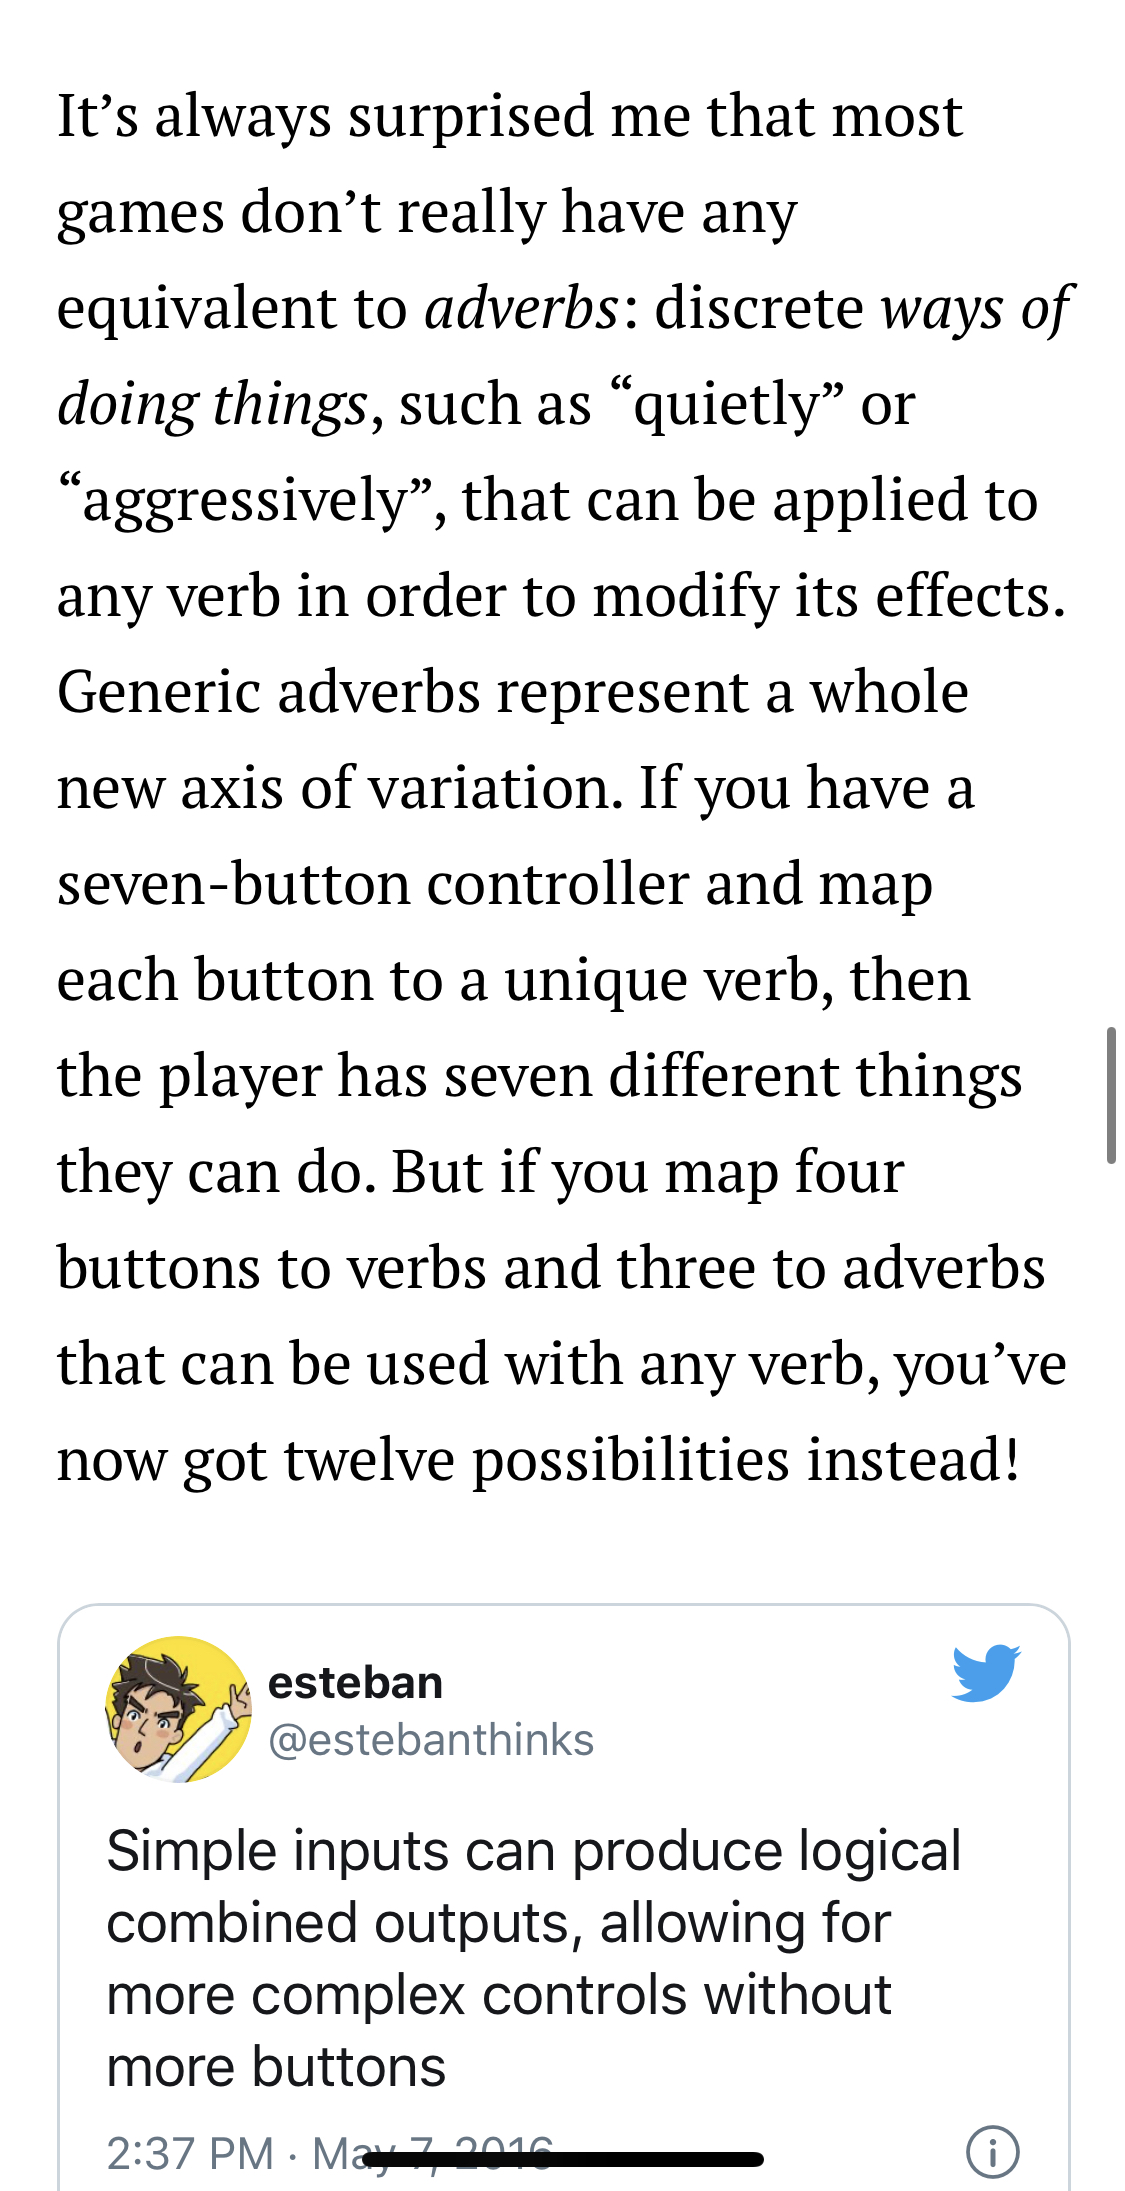 It’s always surprised me that most
games don’t really have any
equivalent to adverbs: discrete ways of
doing things, such as “quietly” or
“aggressively”, that can be applied to
any verb in order to modify its effects.
Generic adverbs represent a whole
new axis of variation. If you have a
seven-button controller and map
each button to a unique verb, then
the player has seven different things
they can do. But if you map four
buttons to verbs and three to adverbs
that can be used with any verb, you’ve
now got twelve possibilities instead!
esteban
@estebanthinks
Simple inputs can produce logical
combined outputs, allowing for
more complex controls without
more buttons
2:37 PM · May 7, 2016